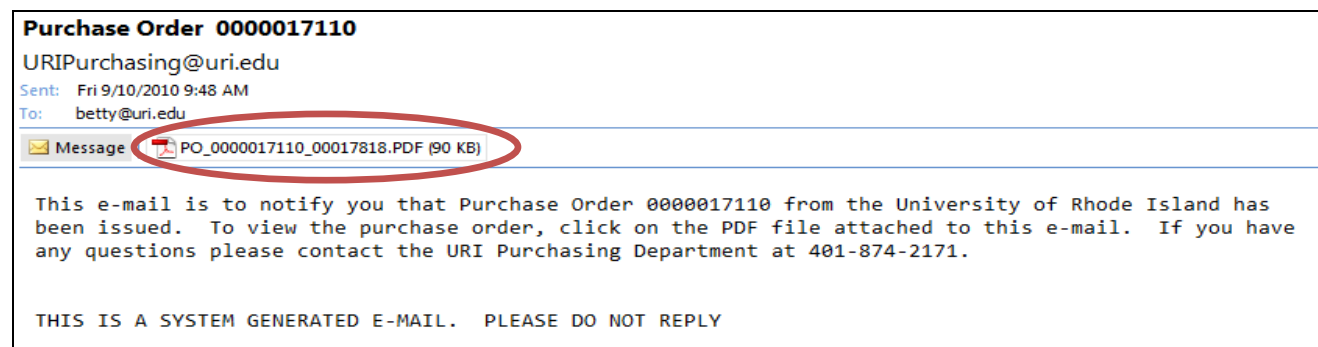 Purchase Order 0000017110
URIPurchasing@uri.edu
Sent: Fri 9/10/2010 9:48 AM
To: betty@uri.edu
Message PO_0000017110_00017818.PDF (90 KB)
This e-mail is to notify you that Purchase Order 0000017110 from the University of Rhode Island has
been issued. To view the purchase order, click on the PDF file attached to this e-mail. If you have
any questions please contact the URI Purchasing Department at 401-874-2171.
THIS IS A SYSTEM GENERATED E-MAIL. PLEASE DO NOT REPLY